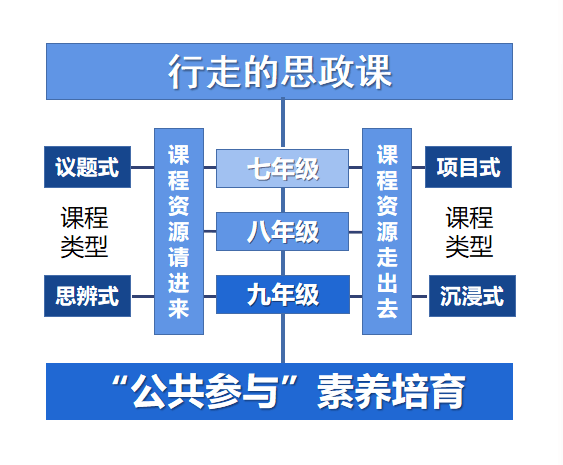 行走的思政课
议题式
课程资源请进来
七年级
课程资源走出去
项目式
课程
类型
八年级
课程
类型
思辨式
九年级
沉浸式
“公共参与”素养培育